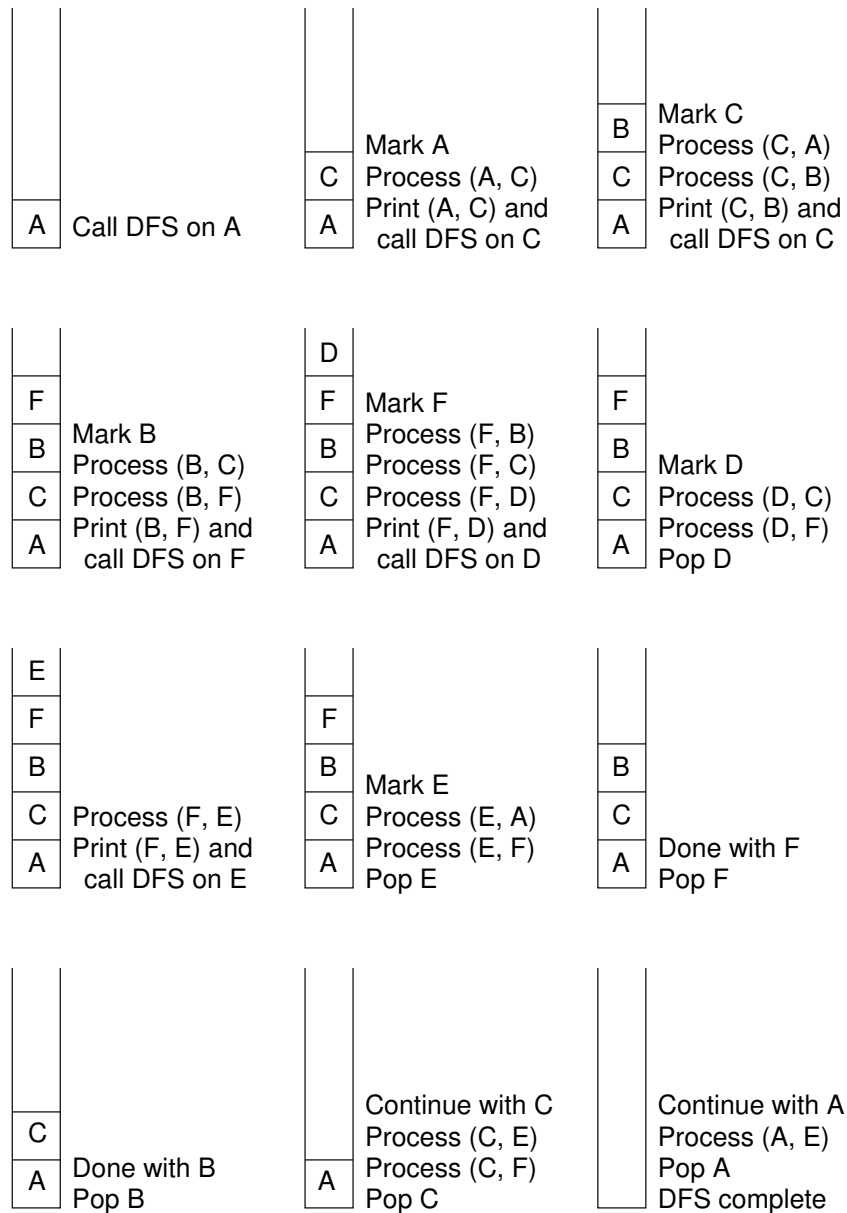 A
Call DFS on A
C
A
Mark A
Process (A, C)
Print (A, C) and
call DFS on C
B
C
A
Mark C
Process (C, A)
Process (C, B)
Print (C, B) and
call DFS on C
F
B
C
A
Mark B
Process (B, C)
Process (B, F)
Print (B, F) and
call DFS on F
D
F
B
C
A
Mark F
Process (F, B)
Process (F, C)
Process (F, D)
Print (F, D) and
call DFS on D
F
B
C
A
Mark D
Process (D, C)
Process (D, F)
Pop D
E
F
B
C
A
Process (F, E)
Print (F, E) and
call DFS on E
F
B
C
A
Mark E
Process (E, A)
Process (E, F)
Pop E
B
C
A
Done with F
Pop F
C
A
Done with B
Pop B
A
Continue with C
Process (C, E)
Process (C, F)
Pop C
Continue with A
Process (A, E)
Pop A
DFS complete